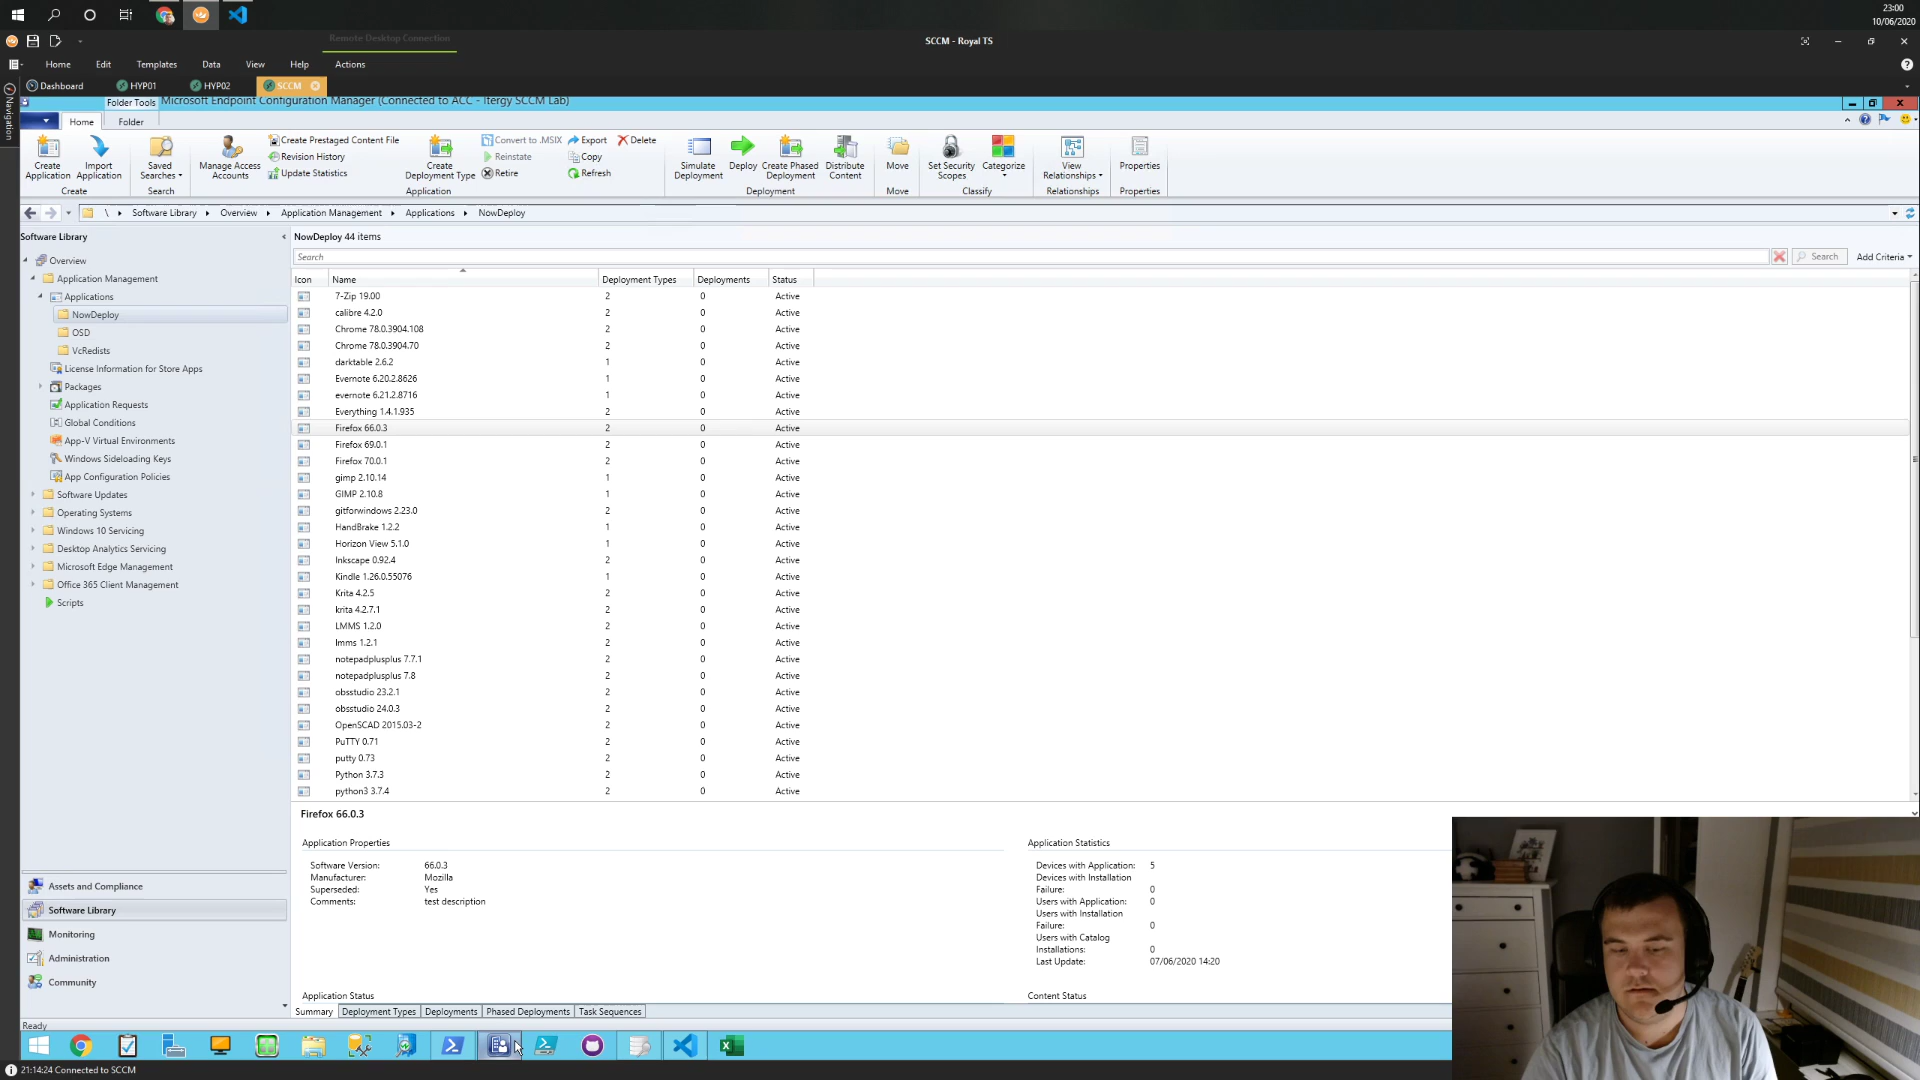 23:00
10/06/2020
Remote Desktop Connection
SCCM - Royal TS
Home Edit Templates Data View Help Actions
Dashboard HYP01 HYP02 SCCM
Navigation
Folder Tools Microsoft Endpoint Configuration Manager (Connected to ACC - Itergy SCCM Lab)
Home Folder
Create Application
Import Application
Create
Saved Searches
Search
Manage Access Accounts
Create Prestaged Content File
Revision History
Update Statistics
Create Deployment Type
Convert to .MSIX
Reinstate
Retire
Export
Copy
Refresh
Delete
Application
Simulate Deployment
Deploy
Create Phased Deployment
Distribute Content
Deployment
Move
Move
Set Security Scopes
Categorize
Classify
View Relationships
Relationships
Properties
Properties
\ Software Library Overview Application Management Applications NowDeploy
Software Library
Overview
Application Management
Applications
NowDeploy
OSD
VcRedists
License Information for Store Apps
Packages
Application Requests
Global Conditions
App-V Virtual Environments
Windows Sideloading Keys
App Configuration Policies
Software Updates
Operating Systems
Windows 10 Servicing
Desktop Analytics Servicing
Microsoft Edge Management
Office 365 Client Management
Scripts
Assets and Compliance
Software Library
Monitoring
Administration
Community
NowDeploy 44 items
Search Search Add Criteria
Icon Name Deployment Types Deployments Status
7-Zip 19.00 2 0 Active
calibre 4.2.0 2 0 Active
Chrome 78.0.3904.108 2 0 Active
Chrome 78.0.3904.70 2 0 Active
darktable 2.6.2 1 0 Active
Evernote 6.20.2.8626 1 0 Active
evernote 6.21.2.8716 1 0 Active
Everything 1.4.1.935 2 0 Active
Firefox 66.0.3 2 0 Active
Firefox 69.0.1 2 0 Active
Firefox 70.0.1 2 0 Active
gimp 2.10.14 1 0 Active
GIMP 2.10.8 1 0 Active
gitforwindows 2.23.0 2 0 Active
HandBrake 1.2.2 1 0 Active
Horizon View 5.1.0 1 0 Active
Inkscape 0.92.4 2 0 Active
Kindle 1.26.0.55076 1 0 Active
Krita 4.2.5 2 0 Active
krita 4.2.7.1 2 0 Active
LMMS 1.2.0 2 0 Active
lmms 1.2.1 2 0 Active
notepadplusplus 7.7.1 2 0 Active
notepadplusplus 7.8 2 0 Active
obsstudio 23.2.1 2 0 Active
obsstudio 24.0.3 2 0 Active
OpenSCAD 2015.03-2 2 0 Active
PuTTY 0.71 2 0 Active
putty 0.73 2 0 Active
Python 3.7.3 2 0 Active
python3 3.7.4 2 0 Active
Firefox 66.0.3
Application Properties
Software Version: 66.0.3
Manufacturer: Mozilla
Superseded: Yes
Comments: test description
Application Statistics
Devices with Application: 5
Devices with Installation
Failure: 0
Users with Application: 0
Users with Installation
Failure: 0
Users with Catalog
Installations: 0
Last Update: 07/06/2020 14:20
Application Status
Content Status
Summary Deployment Types Deployments Phased Deployments Task Sequences
Ready
21:14:24 Connected to SCCM